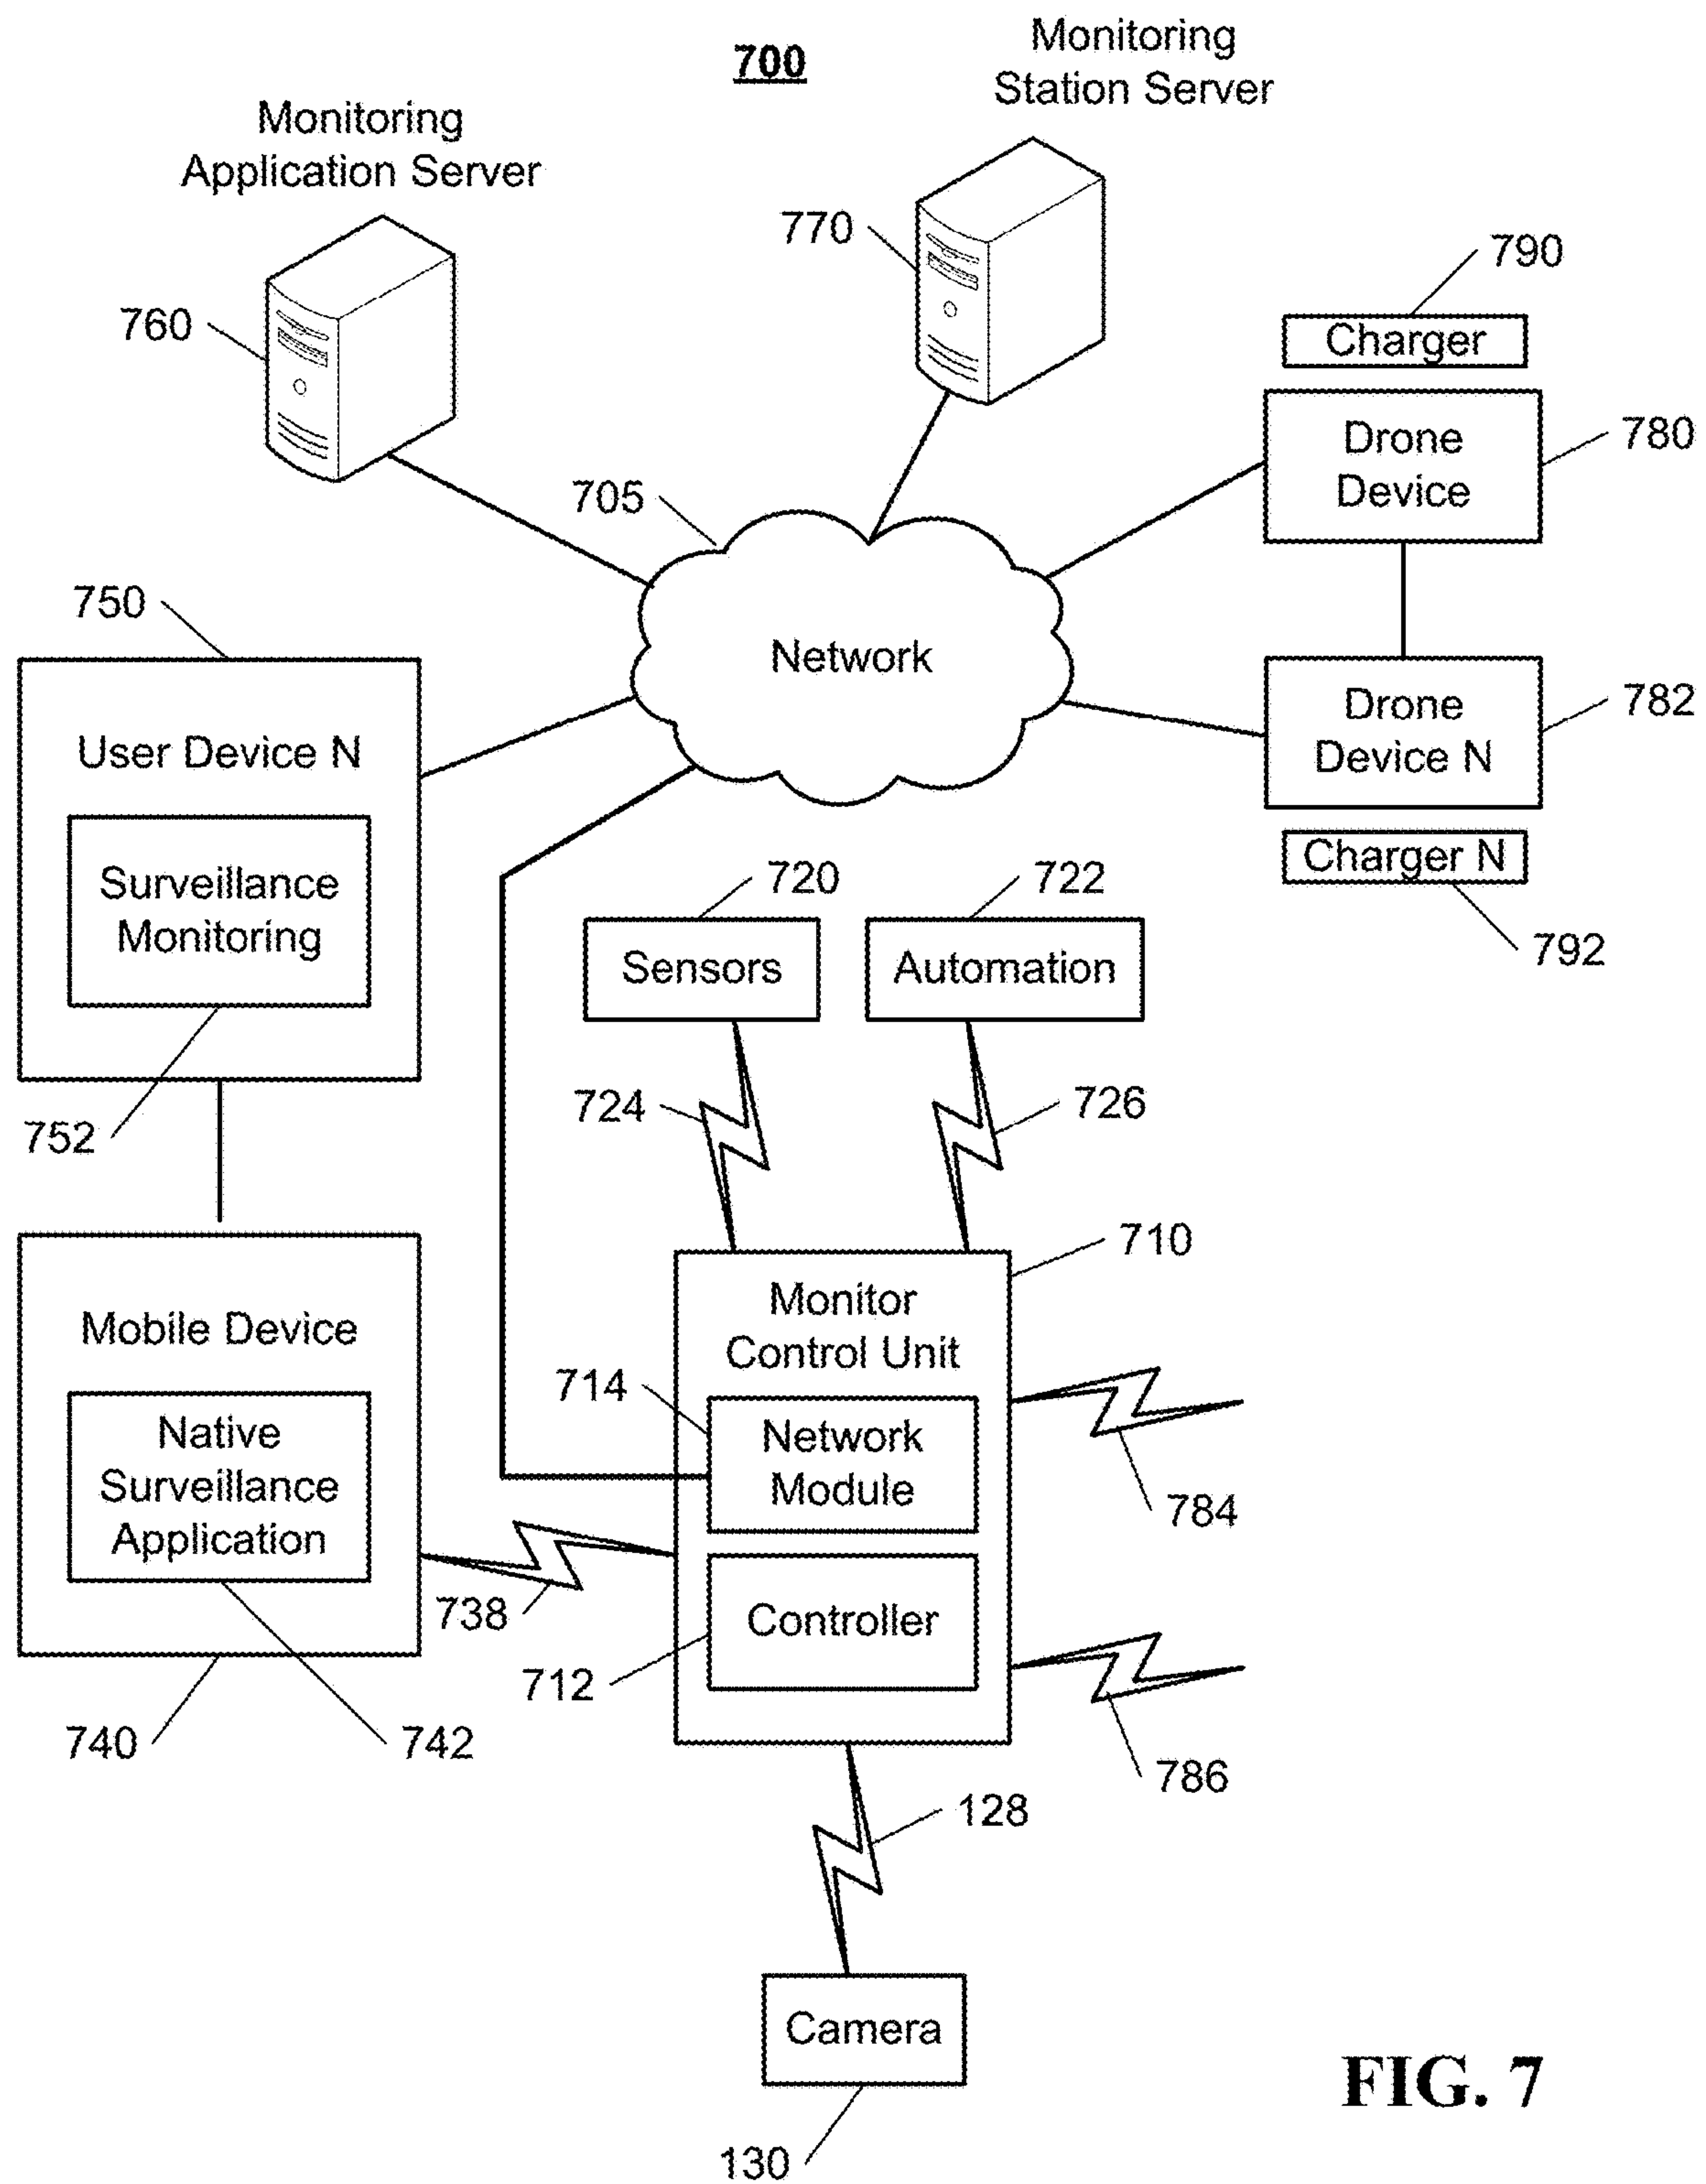 700
Monitoring
Station Server
Monitoring
Application Server
770
790
760
Charger
Drone
Device
780
705
750
Network
Drone
Device N
782
User Device N
Charger N
Surveillance
Monitoring
720
722
792
Sensors
Automation
724
726
752
710
Monitor
Control Unit
Mobile Device
714
Native
Surveillance
Application
Network
Module
784
738
Controller
712
740
742
786
128
Camera
130
FIG. 7